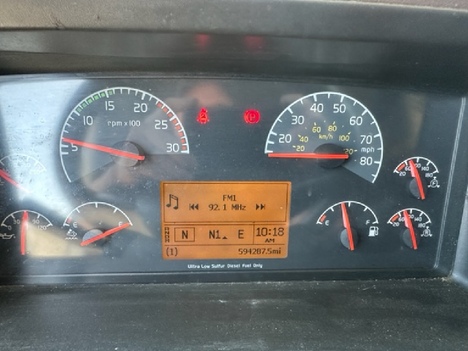 15
10
20
rpm x100
25
5
30
30
40
50
20
60
60
80
40
km/h
100
70
20
mph
80
FM1
92.1 MHz
N
N1
E
10:18
AM
(1)
594287.5mi
Ultra Low Sulfur Diesel Fuel Only
E
F